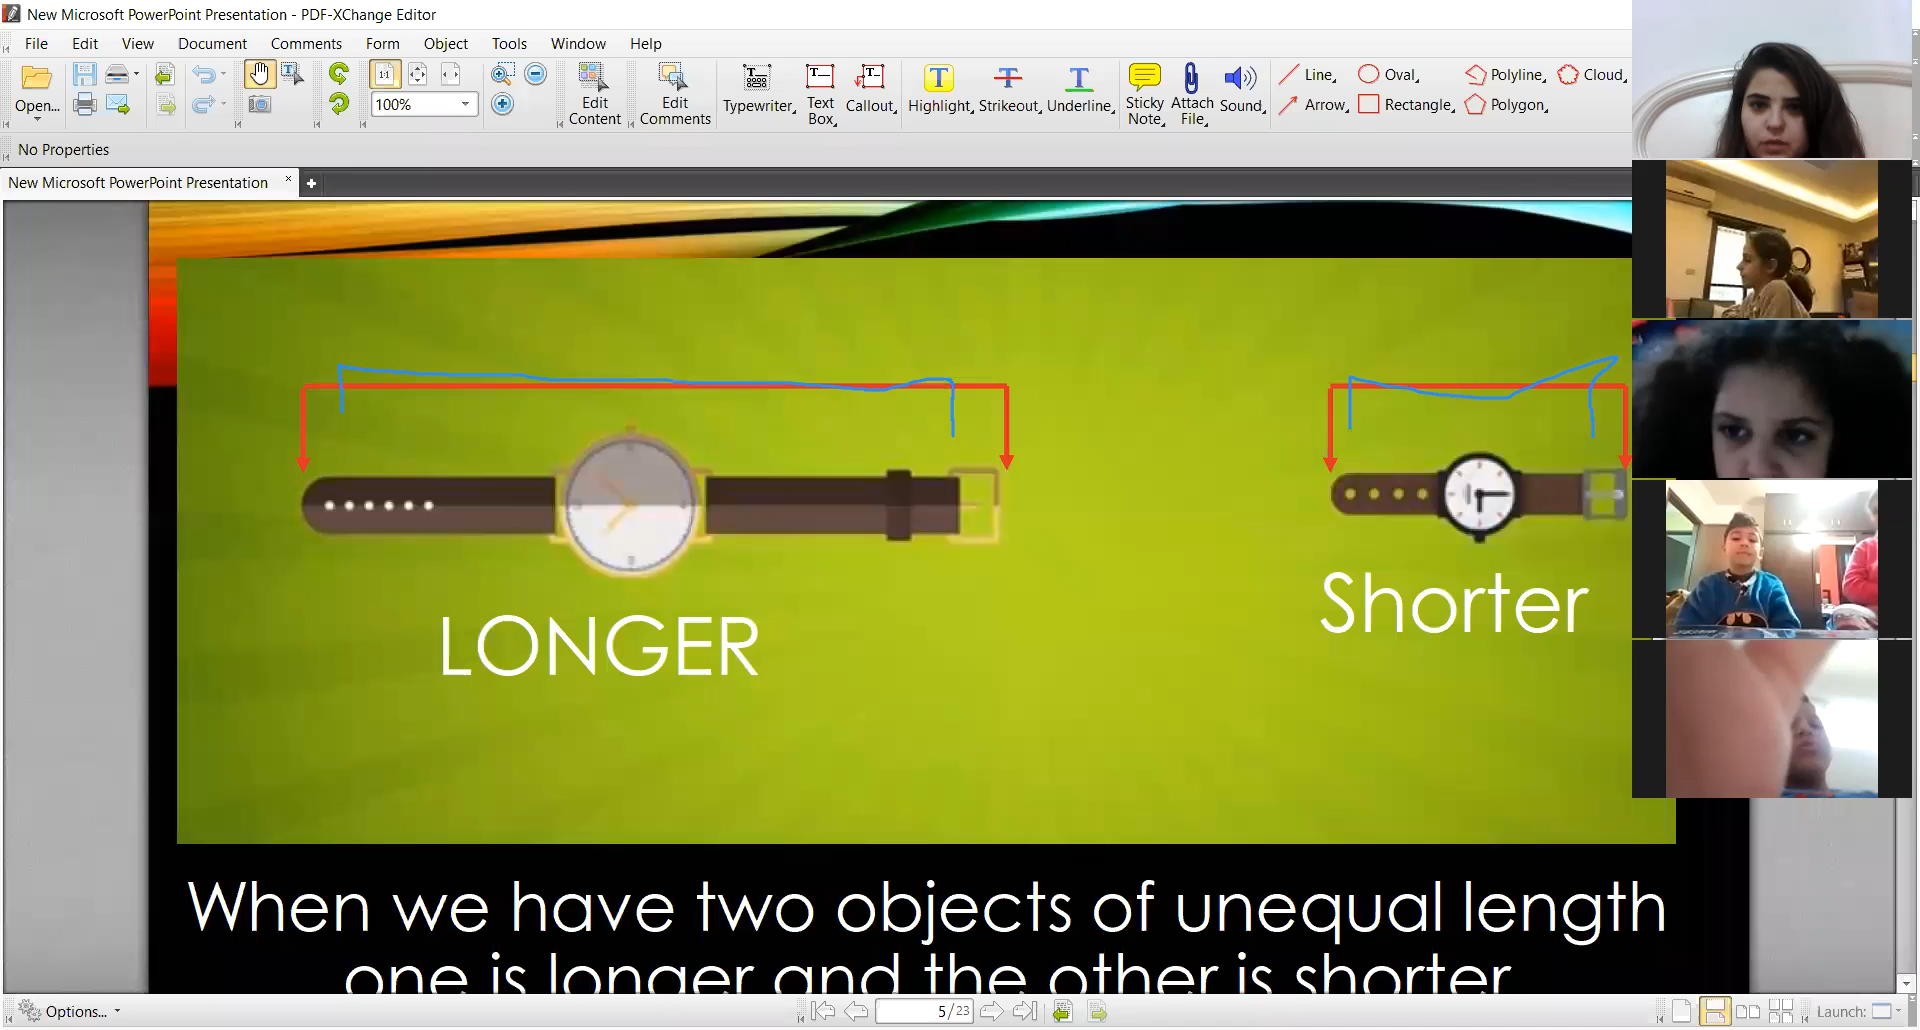 New Microsoft PowerPoint Presentation - PDF-XChange Editor
File Edit View Document Comments Form Object Tools Window Help
Open...
1:1
100%
Edit Content
Edit Comments
Typewriter
Text Box
Callout
Highlight
Strikeout
Underline
Sticky Note
Attach File
Sound
Line
Arrow
Oval
Rectangle
Polyline
Polygon
Cloud
No Properties
New Microsoft PowerPoint Presentation
LONGER
Shorter
When we have two objects of unequal length
one is longer and the other is shorter
Options...
5/23
Launch: